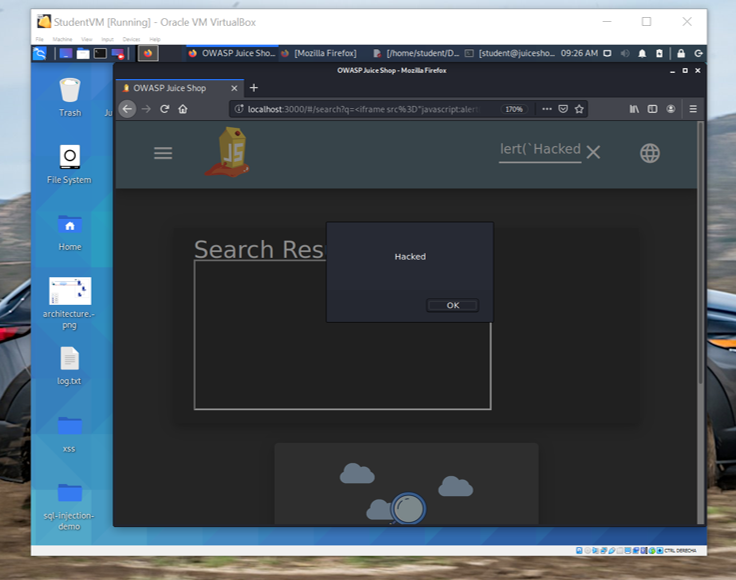 StudentVM [Running] - Oracle VM VirtualBox
File Machine View Input Devices Help
OWASP Juice Sho... [Mozilla Firefox] [/home/student/D... [student@juicesho... 09:26 AM
OWASP Juice Shop - Mozilla Firefox
OWASP Juice Shop
localhost:3000/#/search?q=<iframe src%3D"javascript:alert
170%
Trash
Ju
File System
Home
architecture.-
png
log.txt
xss
sql-injection-
demo
JS
lert(`Hacked
Search Res
Hacked
OK
CTRL DERECHA